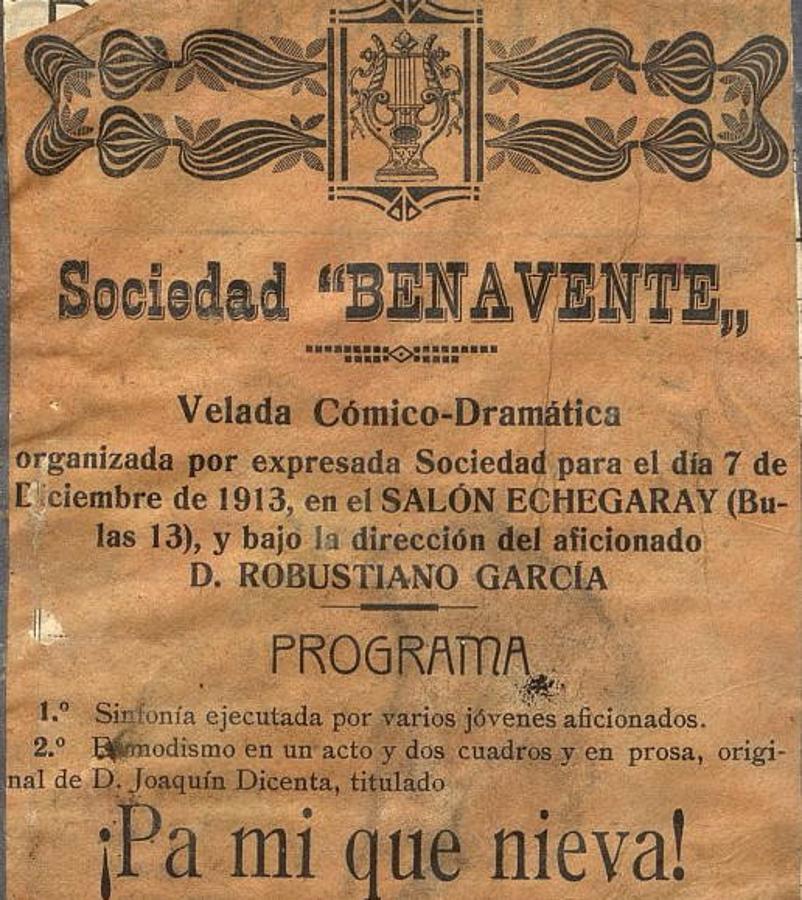 Sociedad “BENAVENTE„
Velada Cómico-Dramática
organizada por expresada Sociedad para el día 7 de
Diciembre de 1913, en el SALÓN ECHEGARAY (Bu-
las 13), y bajo la dirección del aficionado
D. ROBUSTIANO GARCÍA
PROGRAMA
1.º Sinfonía ejecutada por varios jóvenes aficionados.
2.º en un acto y dos cuadros y en prosa, origi-
nal de D. Joaquín Dicenta, titulado
¡Pa mi que nieva!